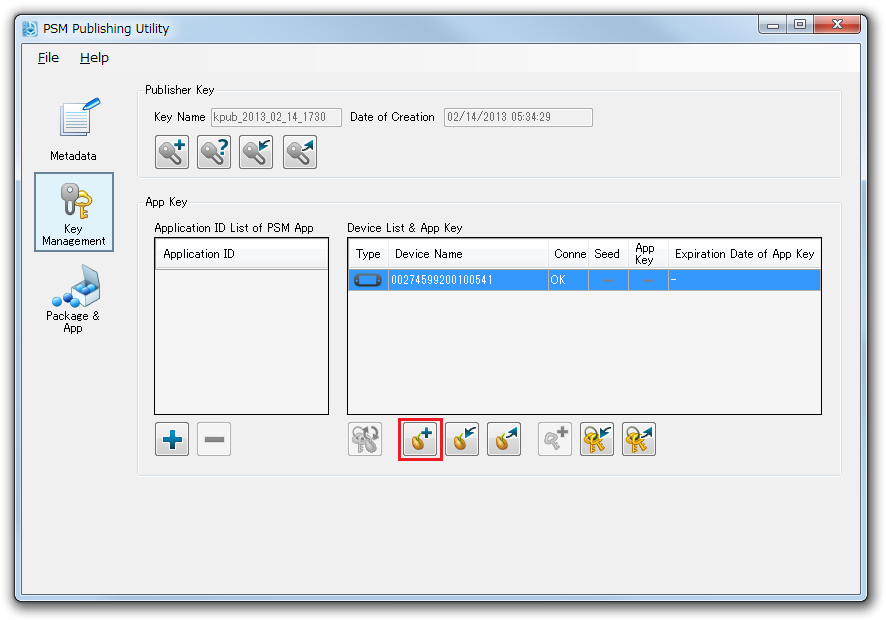 PSM Publishing Utility
File Help
Metadata
Key
Management
Package &
App
Publisher Key
Key Name kpub_2013_02_14_1730 Date of Creation 02/14/2013 05:34:29
App Key
Application ID List of PSM App
Application ID
Device List & App Key
Type Device Name Conne Seed App Key Expiration Date of App Key
00274599200100541 OK — — -